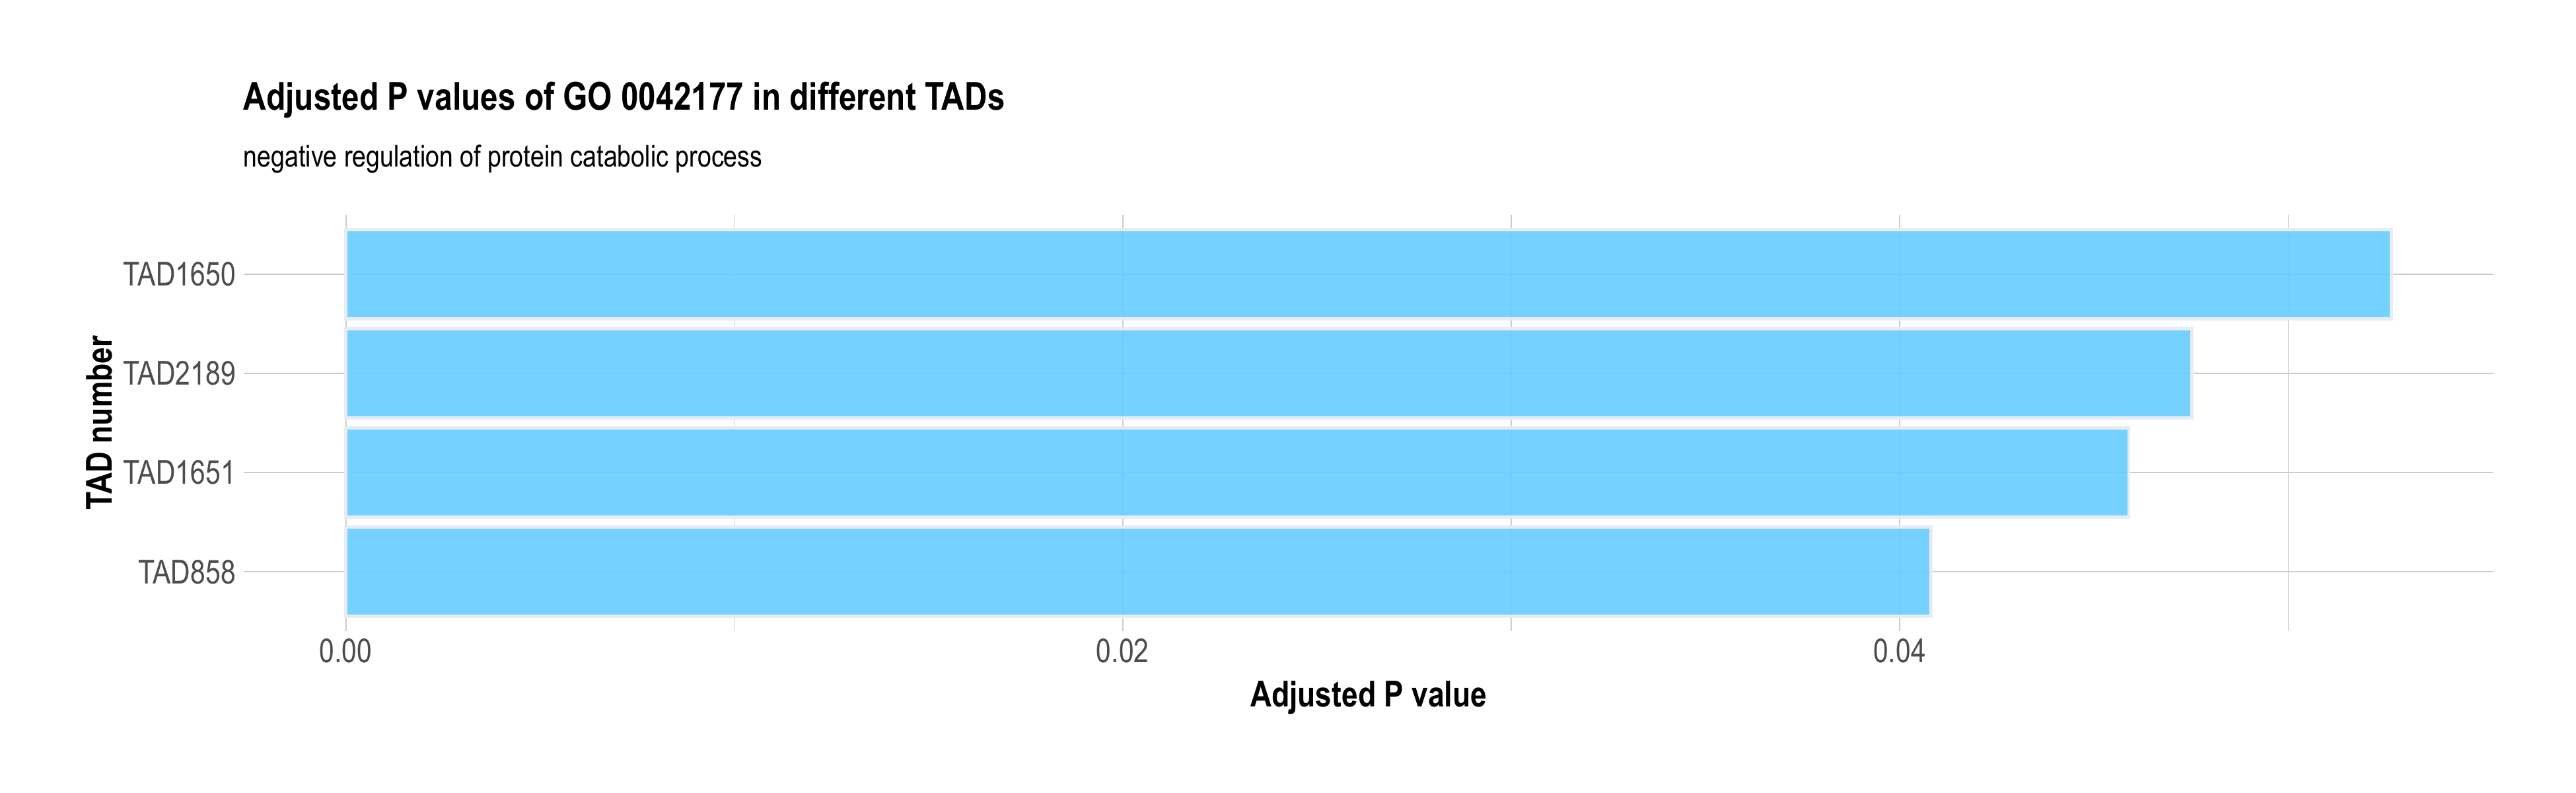 Adjusted P values of GO 0042177 in different TADs
negative regulation of protein catabolic process
TAD number
TAD1650
TAD2189
TAD1651
TAD858
0.00 0.02 0.04
Adjusted P value